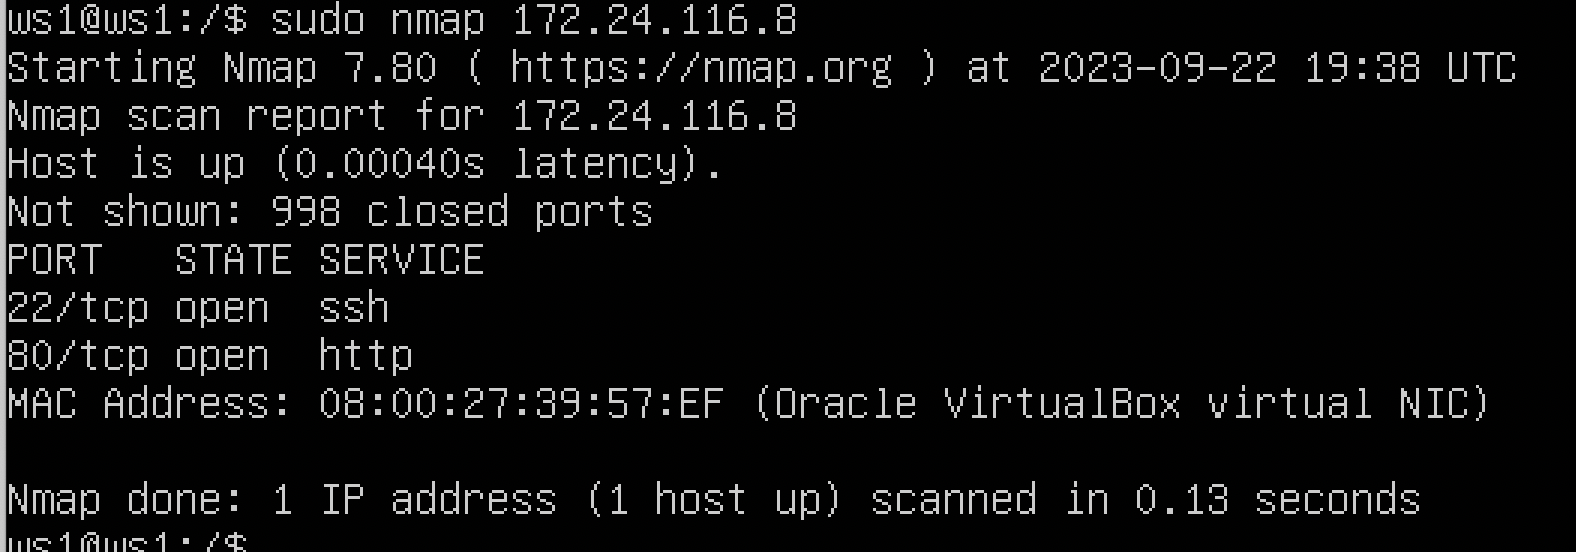 ws1@ws1:/$ sudo nmap 172.24.116.8
Starting Nmap 7.80 ( https://nmap.org ) at 2023-09-22 19:38 UTC
Nmap scan report for 172.24.116.8
Host is up (0.00040s latency).
Not shown: 998 closed ports
PORT   STATE SERVICE
22/tcp open  ssh
80/tcp open  http
MAC Address: 08:00:27:39:57:EF (Oracle VirtualBox virtual NIC)

Nmap done: 1 IP address (1 host up) scanned in 0.13 seconds
ws1@ws1:/$